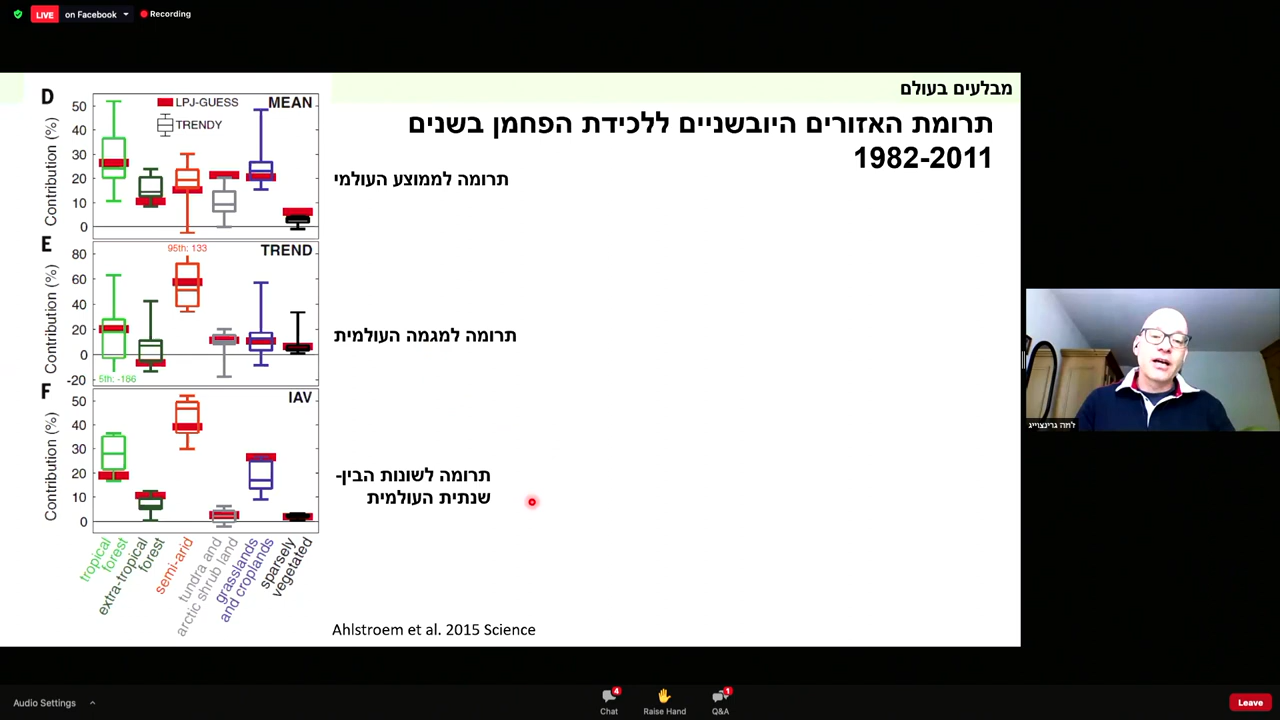 LIVE on Facebook Recording
מבלעים בעולם
תרומת האזורים היובשניים ללכידת הפחמן בשנים
1982-2011
D
MEAN
LPJ-GUESS
TRENDY
Contribution (%)
50
40
30
20
10
0
תרומה לממוצע העולמי
E
TREND
95th: 133
Contribution (%)
80
60
40
20
0
-20
5th: -186
תרומה למגמה העולמית
F
IAV
Contribution (%)
50
40
30
20
10
0
תרומה לשונות הבין-
שנתית העולמית
tropical
forest
extra-tropical
forest
semi-arid
tundra and
arctic shrub land
grasslands
and croplands
sparsely
vegetated
Ahlstroem et al. 2015 Science
Audio Settings
4
Chat
Raise Hand
1
Q&A
Leave